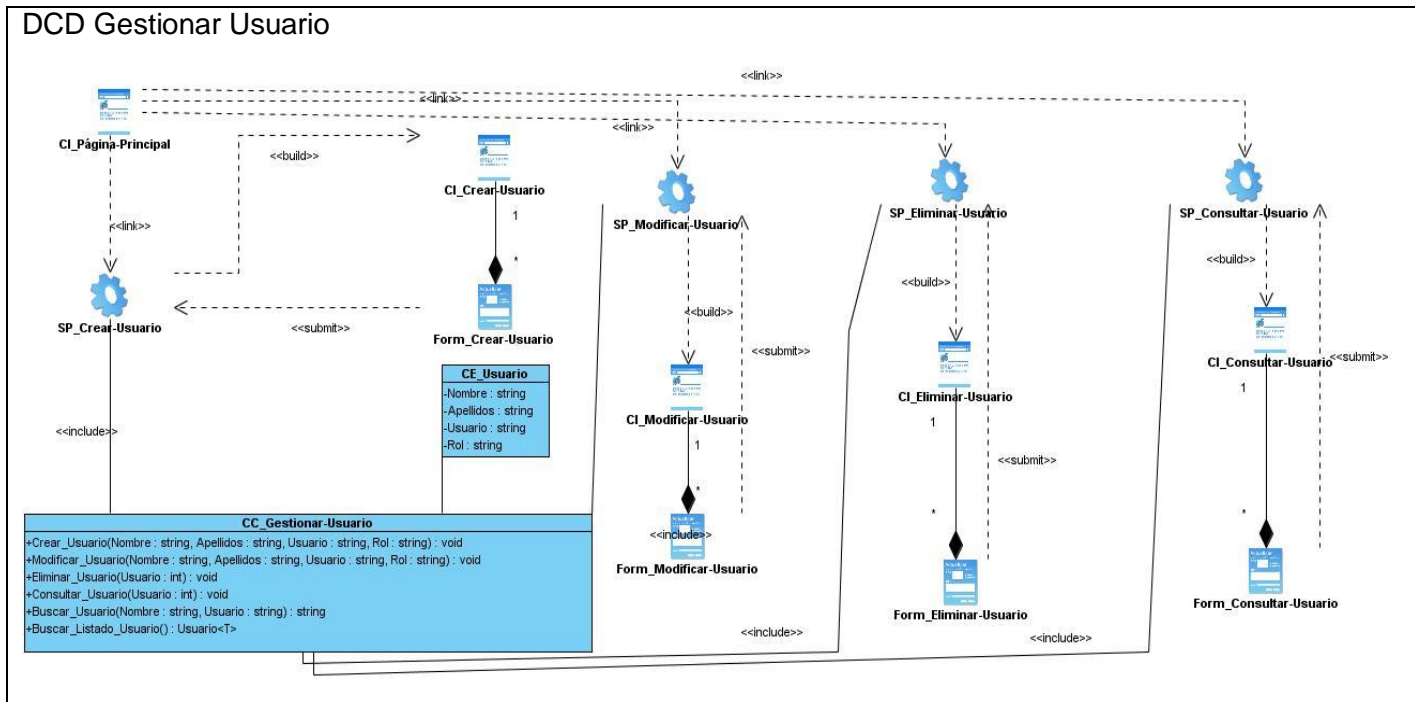 DCD Gestionar Usuario
<<link>>
<<link>>
CI_Página-Principal
<<link>>
<<build>>
CI_Crear-Usuario
1
SP_Modificar-Usuario
SP_Eliminar-Usuario
SP_Consultar-Usuario
<<link>>
*
<<build>>
<<build>>
SP_Crear-Usuario
<<submit>>
Form_Crear-Usuario
<<build>>
<<submit>>
CI_Consultar-Usuario
<<submit>>
1
CE_Usuario
-Nombre : string
-Apellidos : string
-Usuario : string
-Rol : string
CI_Modificar-Usuario
1
CI_Eliminar-Usuario
1
<<include>>
<<submit>>
*
*
*
CC_Gestionar-Usuario
+Crear_Usuario(Nombre : string, Apellidos : string, Usuario : string, Rol : string) : void
+Modificar_Usuario(Nombre : string, Apellidos : string, Usuario : string, Rol : string) : void
+Eliminar_Usuario(Usuario : int) : void
+Consultar_Usuario(Usuario : int) : void
+Buscar_Usuario(Nombre : string, Usuario : string) : string
+Buscar_Listado_Usuario() : Usuario<T>
<<include>>
Form_Modificar-Usuario
Form_Eliminar-Usuario
Form_Consultar-Usuario
<<include>>
<<include>>